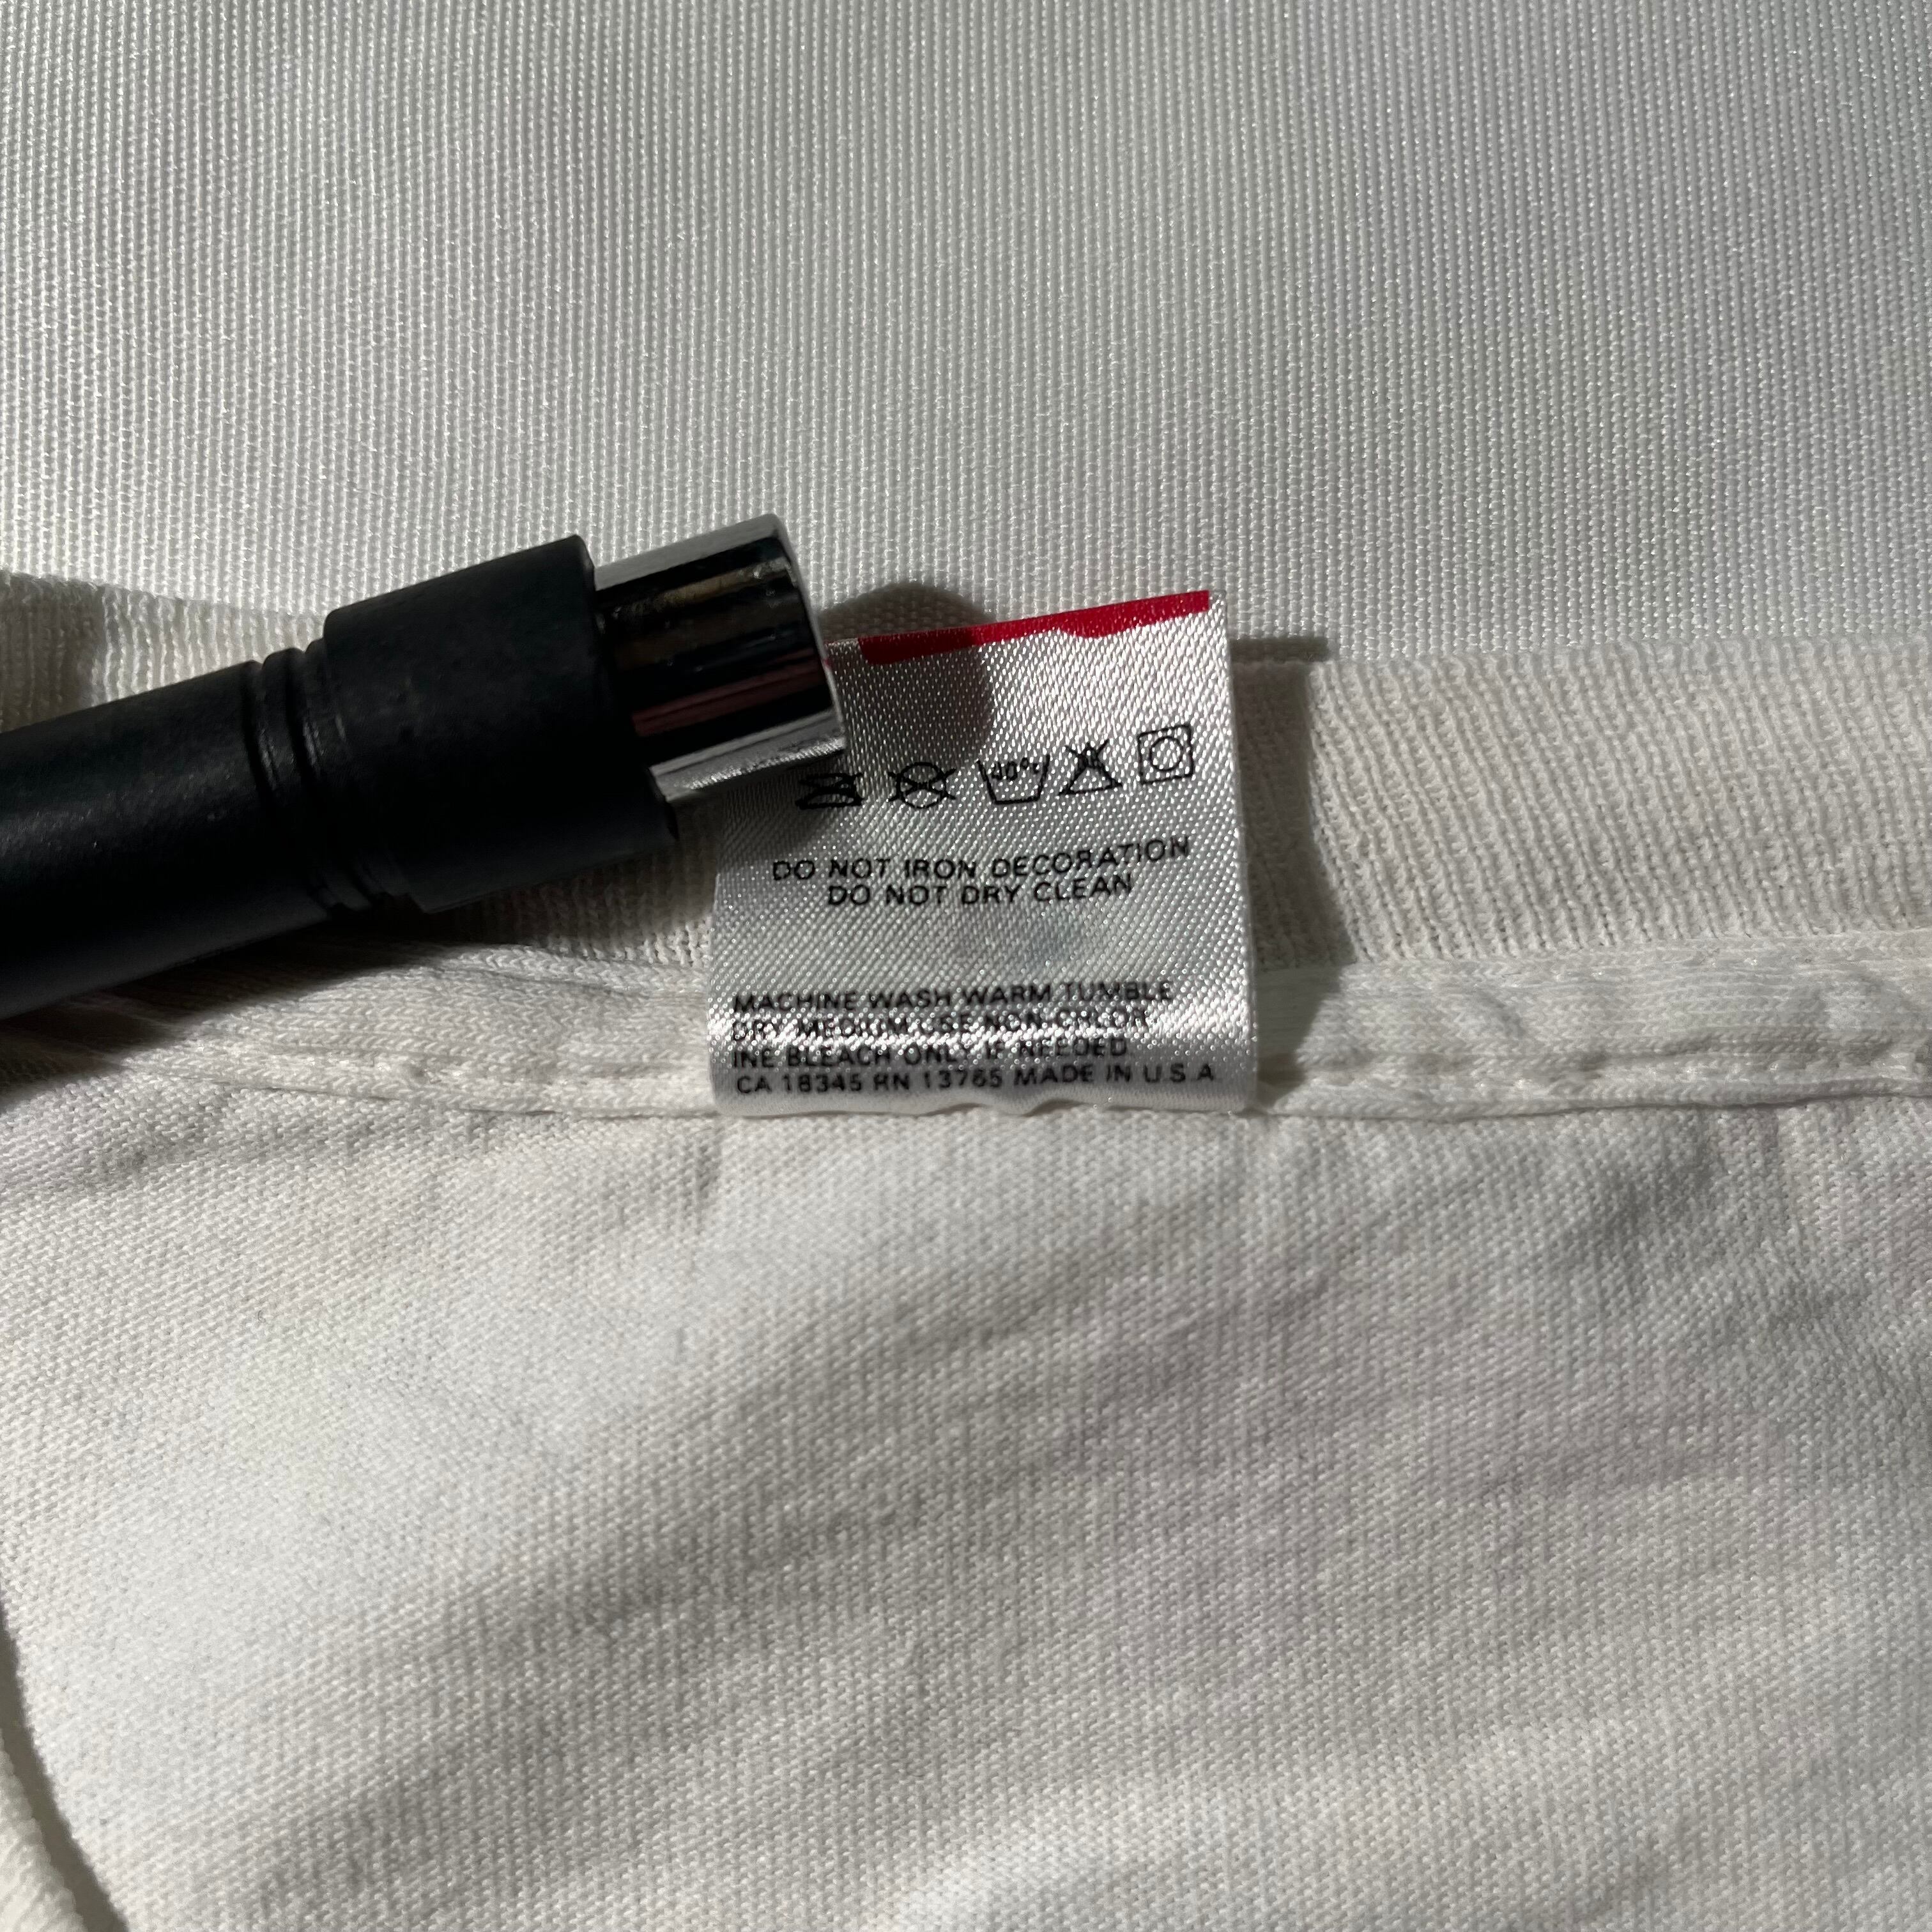 40°C
DO NOT IRON DECORATION
DO NOT DRY CLEAN
MACHINE WASH WARM TUMBLE
DRY MEDIUM USE NON-CHLOR
INE BLEACH ONLY IF NEEDED
CA 18345 RN 13765 MADE IN U.S.A.